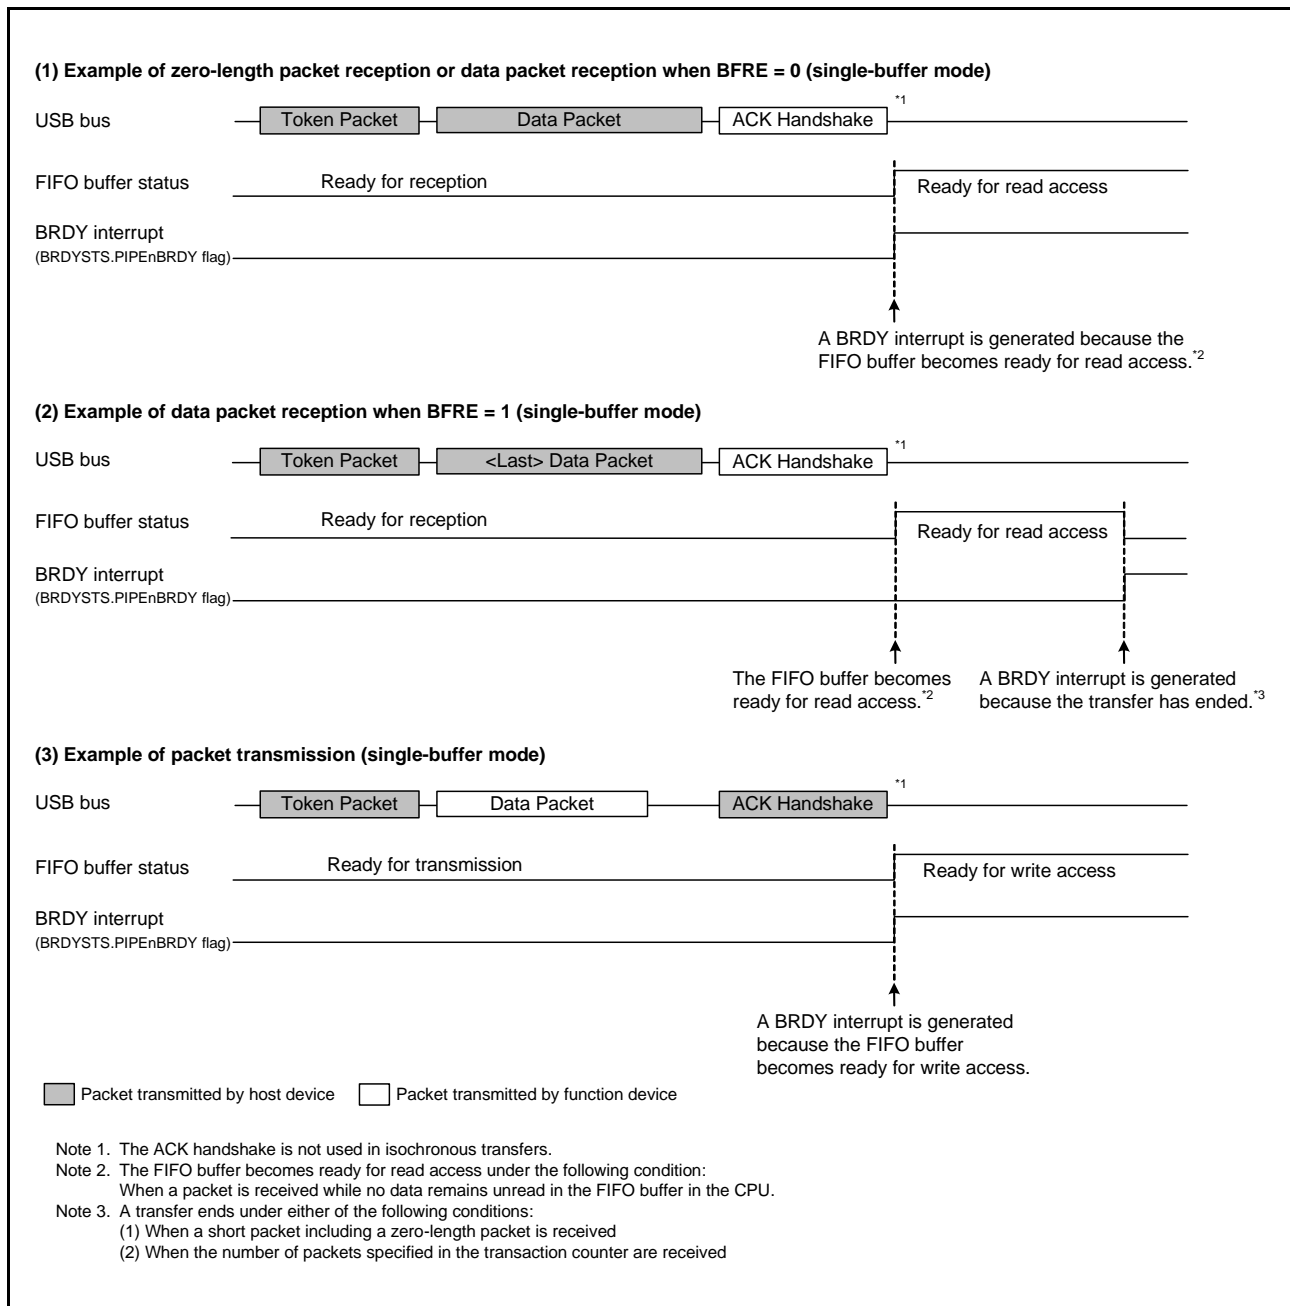 (1) Example of zero-length packet reception or data packet reception when BFRE = 0 (single-buffer mode)
USB bus
Token Packet
Data Packet
ACK Handshake
*1
FIFO buffer status
Ready for reception
Ready for read access
BRDY interrupt
(BRDYSTS.PIPEnBRDY flag)
A BRDY interrupt is generated because the
FIFO buffer becomes ready for read access.*2
(2) Example of data packet reception when BFRE = 1 (single-buffer mode)
USB bus
Token Packet
<Last> Data Packet
ACK Handshake
*1
FIFO buffer status
Ready for reception
Ready for read access
BRDY interrupt
(BRDYSTS.PIPEnBRDY flag)
The FIFO buffer becomes
ready for read access.*2
A BRDY interrupt is generated
because the transfer has ended.*3
(3) Example of packet transmission (single-buffer mode)
USB bus
Token Packet
Data Packet
ACK Handshake
*1
FIFO buffer status
Ready for transmission
Ready for write access
BRDY interrupt
(BRDYSTS.PIPEnBRDY flag)
A BRDY interrupt is generated
because the FIFO buffer
becomes ready for write access.
Packet transmitted by host device
Packet transmitted by function device
Note 1. The ACK handshake is not used in isochronous transfers.
Note 2. The FIFO buffer becomes ready for read access under the following condition:
When a packet is received while no data remains unread in the FIFO buffer in the CPU.
Note 3. A transfer ends under either of the following conditions:
(1) When a short packet including a zero-length packet is received
(2) When the number of packets specified in the transaction counter are received